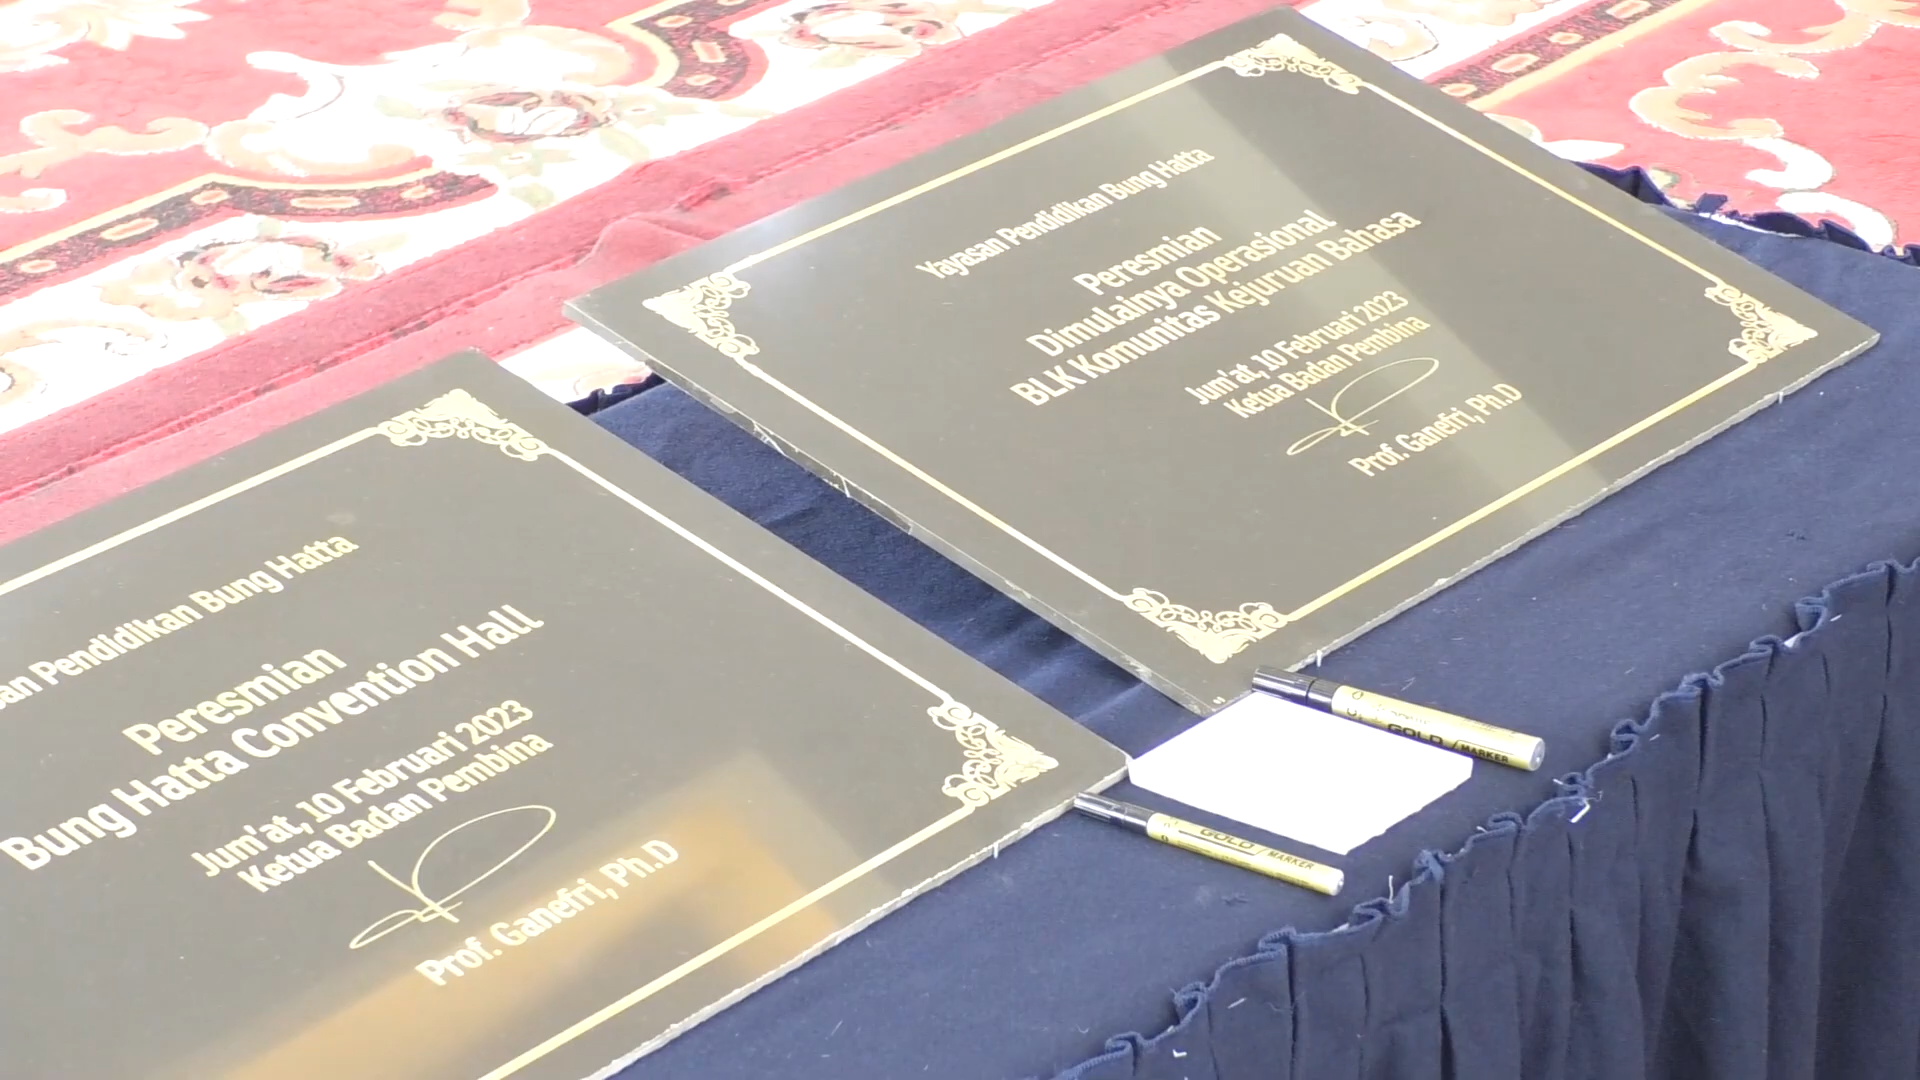 Pendidikan Bung Hatta
Peresmian
Bung Hatta Convention Hall
Jum'at, 10 Februari 2023
Ketua Badan Pembina
Prof. Ganefri, Ph.D
Yayasan Pendidikan Bung Hatta
Peresmian
Dimulainya Operasional
BLK Komunitas Kejuruan Bahasa
Jum'at, 10 Februari 2023
Ketua Badan Pembina
Prof. Ganefri, Ph.D
GOLD MARKER
GOLD MARKER